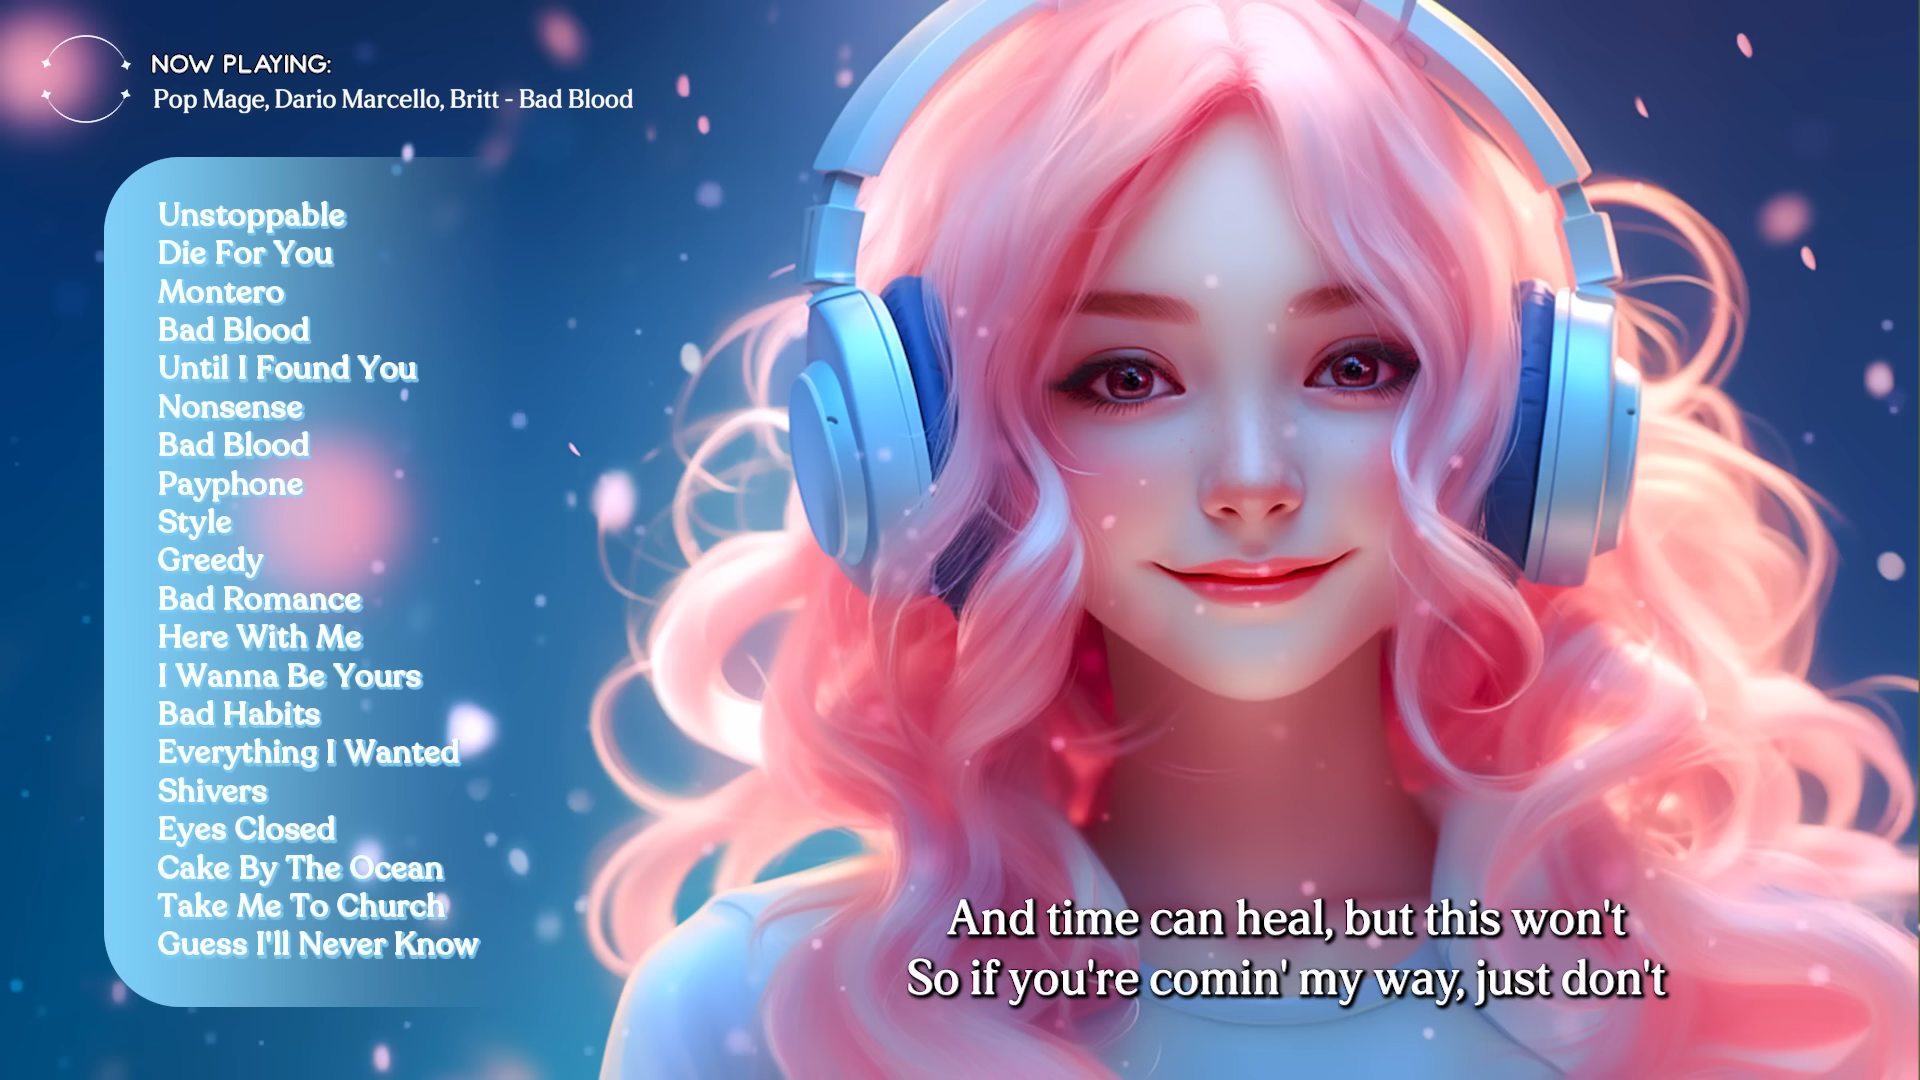 NOW PLAYING:
Pop Mage, Dario Marcello, Britt - Bad Blood
Unstoppable
Die For You
Montero
Bad Blood
Until I Found You
Nonsense
Bad Blood
Payphone
Style
Greedy
Bad Romance
Here With Me
I Wanna Be Yours
Bad Habits
Everything I Wanted
Shivers
Eyes Closed
Cake By The Ocean
Take Me To Church
Guess I'll Never Know
And time can heal, but this won't
So if you're comin' my way, just don't